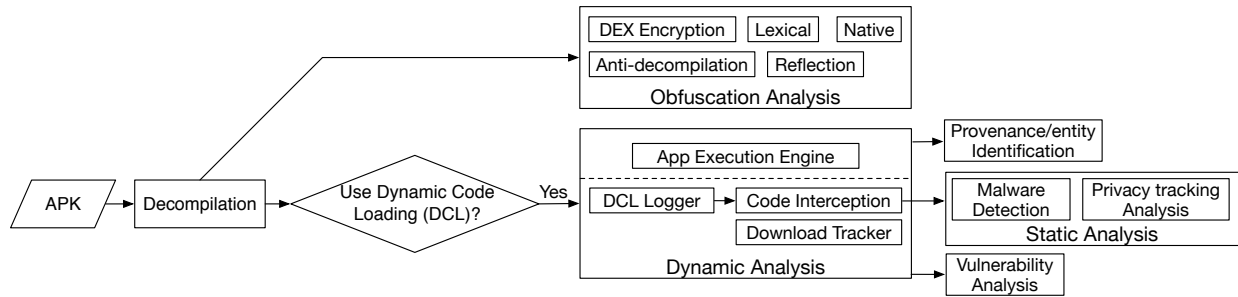 APK
Decompilation
Use Dynamic Code
Loading (DCL)?
Yes
DEX Encryption
Lexical
Native
Anti-decompilation
Reflection
Obfuscation Analysis
App Execution Engine
DCL Logger
Code Interception
Download Tracker
Dynamic Analysis
Provenance/entity
Identification
Malware
Detection
Privacy tracking
Analysis
Static Analysis
Vulnerability
Analysis